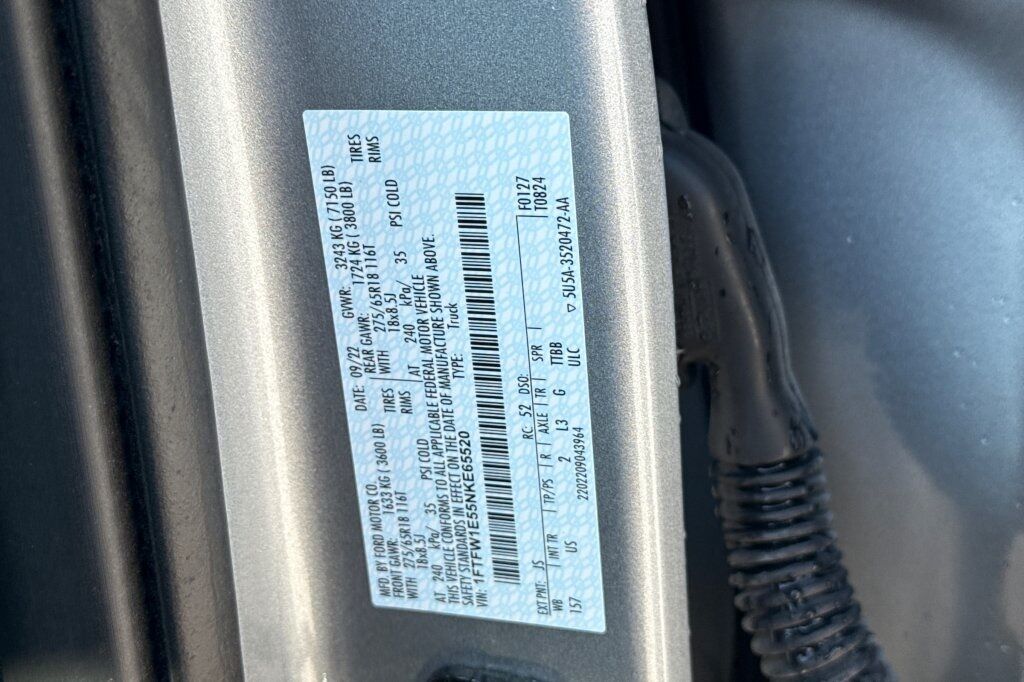 MFD. BY FORD MOTOR CO. DATE: 09/22 GVWR: 3243 KG ( 7150 LB)
FRONT GAWR: 1633 KG ( 3600 LB) REAR GAWR: 1724 KG ( 3800 LB)
WITH 275/65R18 116T TIRES WITH 275/65R18 116T TIRES
18x8.5J RIMS 18x8.5J RIMS
AT 240 kPa/ 35 PSI COLD AT 240 kPa/ 35 PSI COLD
THIS VEHICLE CONFORMS TO ALL APPLICABLE FEDERAL MOTOR VEHICLE
SAFETY STANDARDS IN EFFECT ON THE DATE OF MANUFACTURE SHOWN ABOVE.
VIN: 1FTFW1E55NKE65520 TYPE: Truck
EXT PNT: JS RC: 52 DSO: F0127
WB INT TR TP/PS R AXLE TR SPR T0824
157 US 2 L3 G TTBB
2202209043964 ULC ▽ 5U5A-3520472-AA